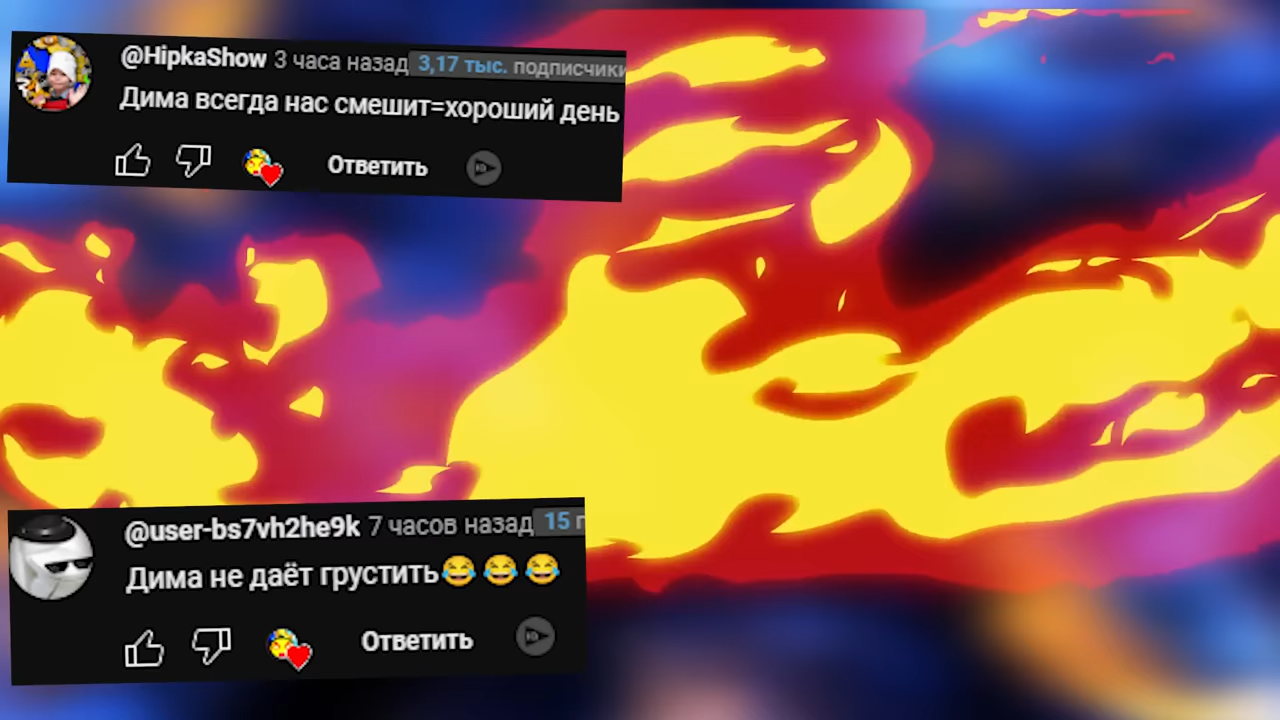 @HipkaShow 3 часа назад 3,17 тыс. подписчики
Дима всегда нас смешит=хороший день
Ответить
@user-bs7vh2he9k 7 часов назад 15
Дима не даёт грустить😂😂😂
Ответить